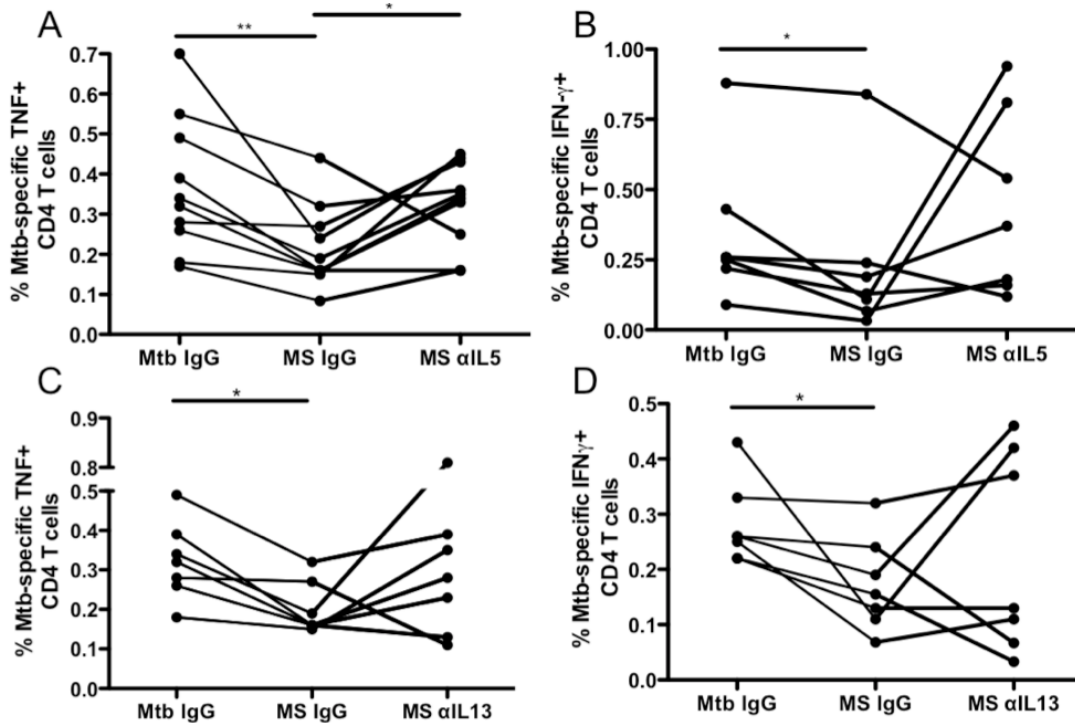 A
**
*
% Mtb-specific TNF+
CD4 T cells
0.7
0.6
0.5
0.4
0.3
0.2
0.1
0.0
Mtb IgG MS IgG MS αIL5
B
*
% Mtb-specific IFN-γ+
CD4 T cells
1.00
0.75
0.50
0.25
0.00
Mtb IgG MS IgG MS αIL5
C
*
% Mtb-specific TNF+
CD4 T cells
0.9
0.8
0.5
0.4
0.3
0.2
0.1
0.0
Mtb IgG MS IgG MS αIL13
D
*
% Mtb-specific IFNγ+
CD4 T cells
0.5
0.4
0.3
0.2
0.1
0.0
Mtb IgG MS IgG MS αIL13